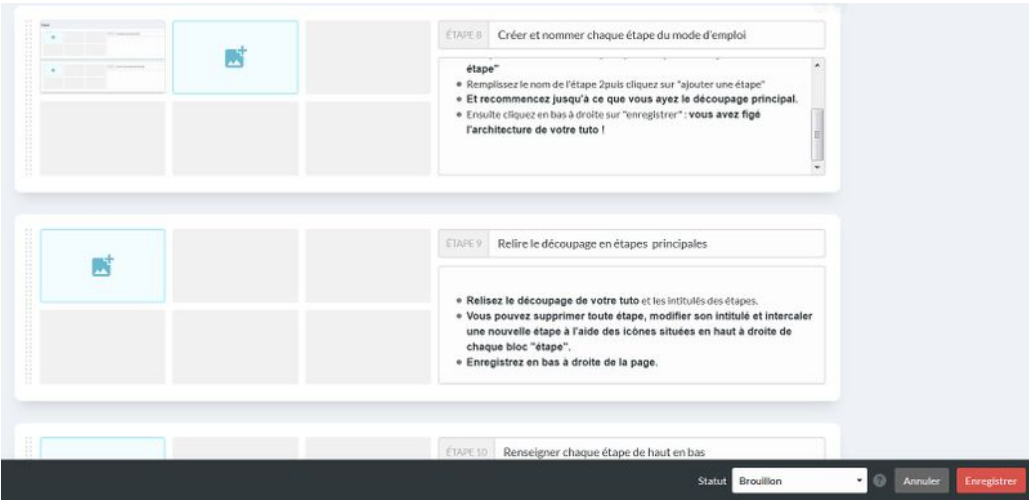 ÉTAPE 8 Créer et nommer chaque étape du mode d'emploi
étape"
Remplissez le nom de l'étape 2puis cliquez sur "ajouter une étape"
Et recommencez jusqu'à ce que vous ayez le découpage principal.
Ensuite cliquez en bas à droite sur "enregistrer" : vous avez figé
l'architecture de votre tuto !
ÉTAPE 9 Relire le découpage en étapes principales
Relisez le découpage de votre tuto et les intitulés des étapes.
Vous pouvez supprimer toute étape, modifier son intitulé et intercaler
une nouvelle étape à l'aide des icônes situées en haut à droite de
chaque bloc "étape".
Enregistrez en bas à droite de la page.
ÉTAPE 10 Renseigner chaque étape de haut en bas
Statut Brouillon ? Annuler Enregistrer